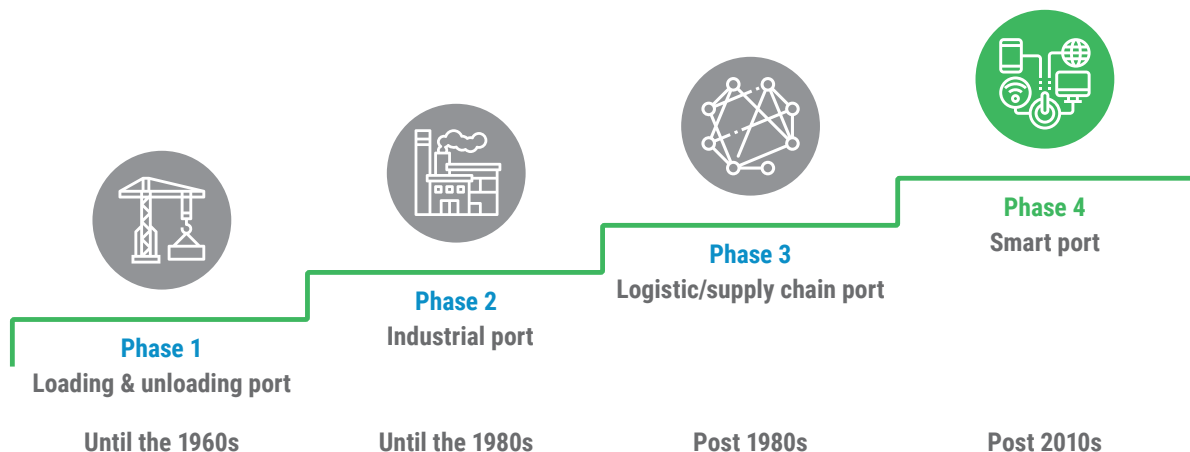 Phase 1
Loading & unloading port
Until the 1960s
Phase 2
Industrial port
Until the 1980s
Phase 3
Logistic/supply chain port
Post 1980s
Phase 4
Smart port
Post 2010s